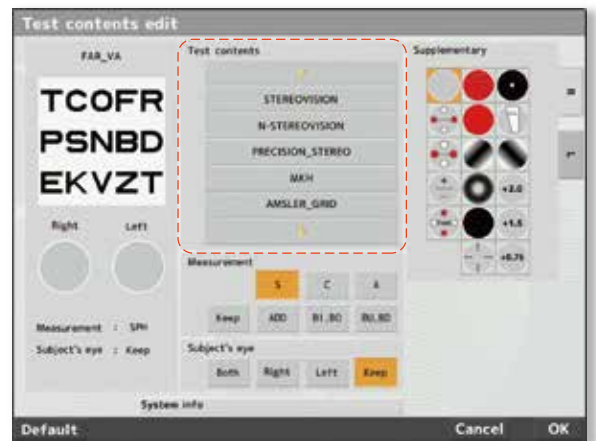 Test contents edit
FAR_VA
TCOFR
PSNBD
EKVZT
Right Left
Measurement : SPH
Subject's eye : Keep
Test contents
STEREOVISION
N-STEREOVISION
PRECISION_STEREO
MKH
AMSLER_GRID
Measurement
S C A
Keep ADD BI.BO BU.BD
Subject's eye
Both Right Left Keep
Supplementary
+2.0
+1.5
+0.75
R
L
System info
Default Cancel OK